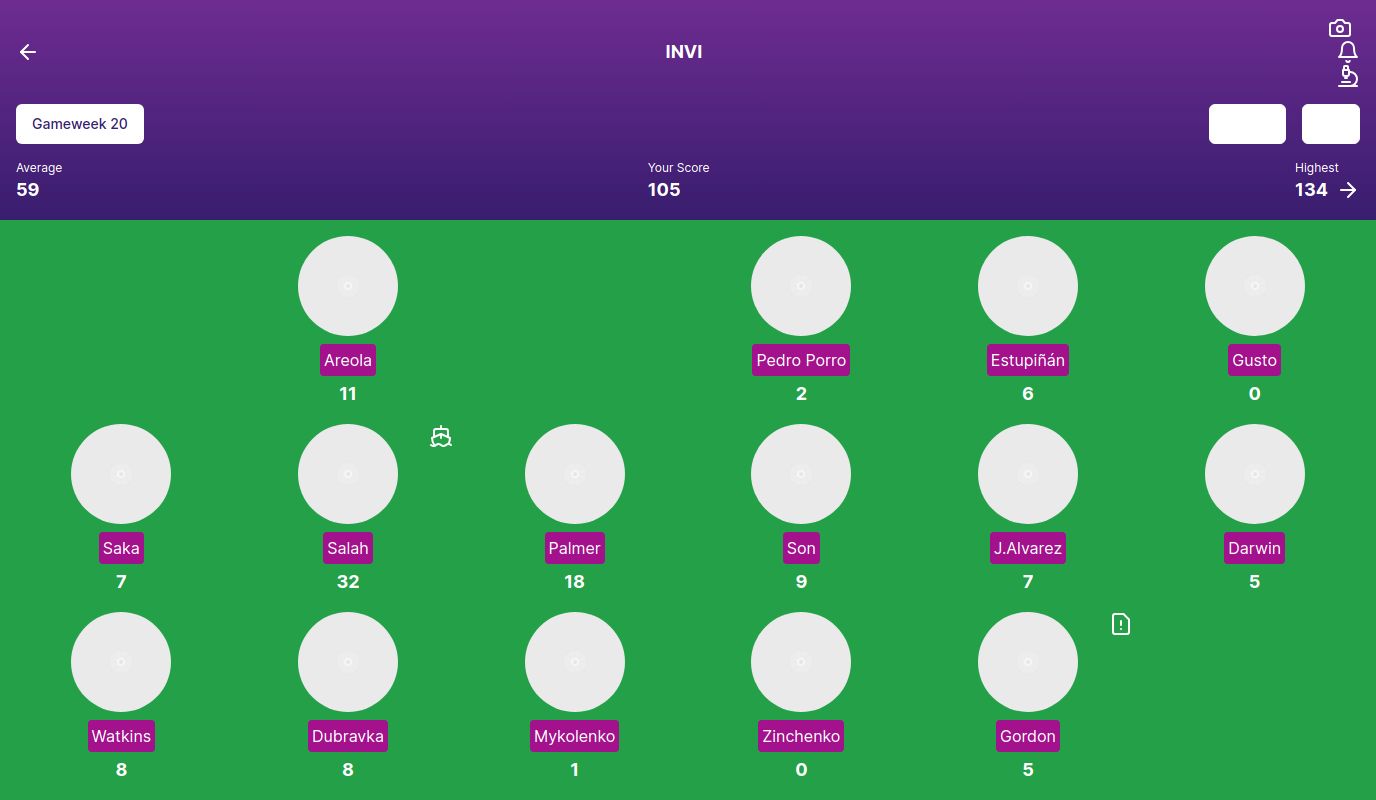 INVI
Gameweek 20
Average
59
Your Score
105
Highest
134
Areola
11
Pedro Porro
2
Estupiñán
6
Gusto
0
Saka
7
Salah
32
Palmer
18
Son
9
J.Alvarez
7
Darwin
5
Watkins
8
Dubravka
8
Mykolenko
1
Zinchenko
0
Gordon
5